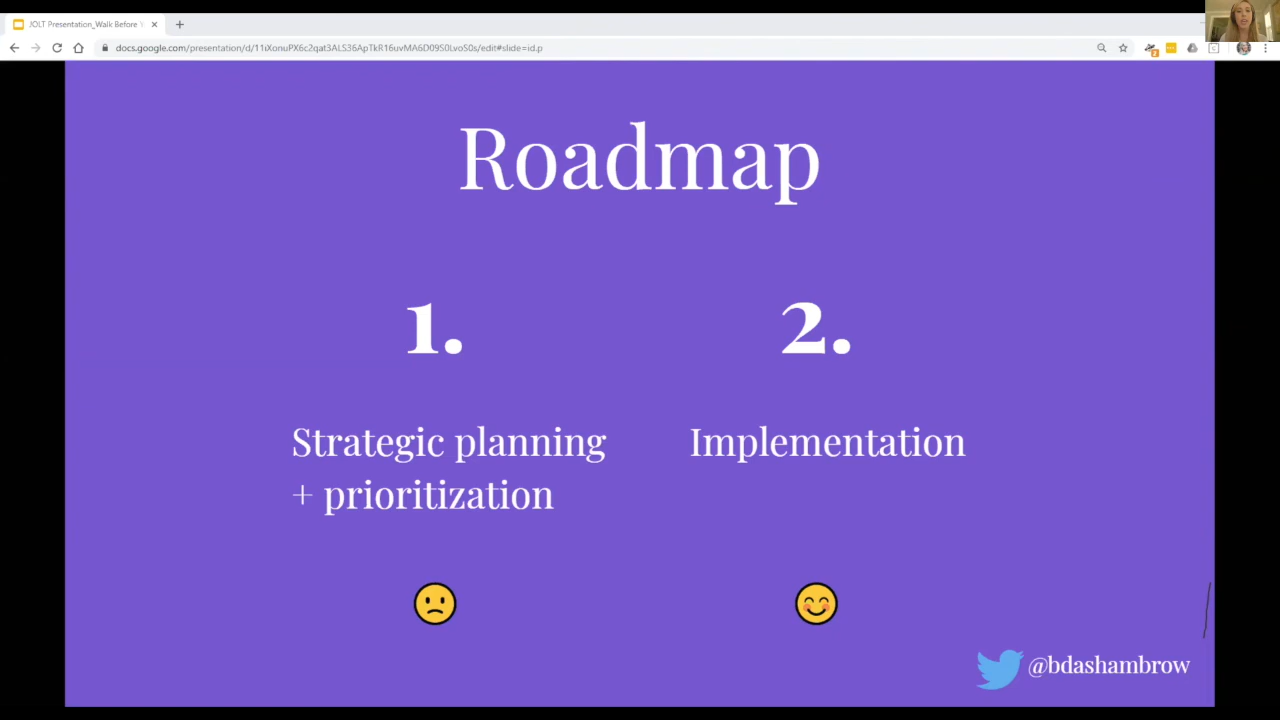 JOLT Presentation_Walk Before
docs.google.com/presentation/d/11iXonuPX6c2qat3ALS36ApTkR16uvMA6D09S0LvoS0s/edit#slide=id.p
Roadmap
1.
2.
Strategic planning
+ prioritization
Implementation
@bdashambrow